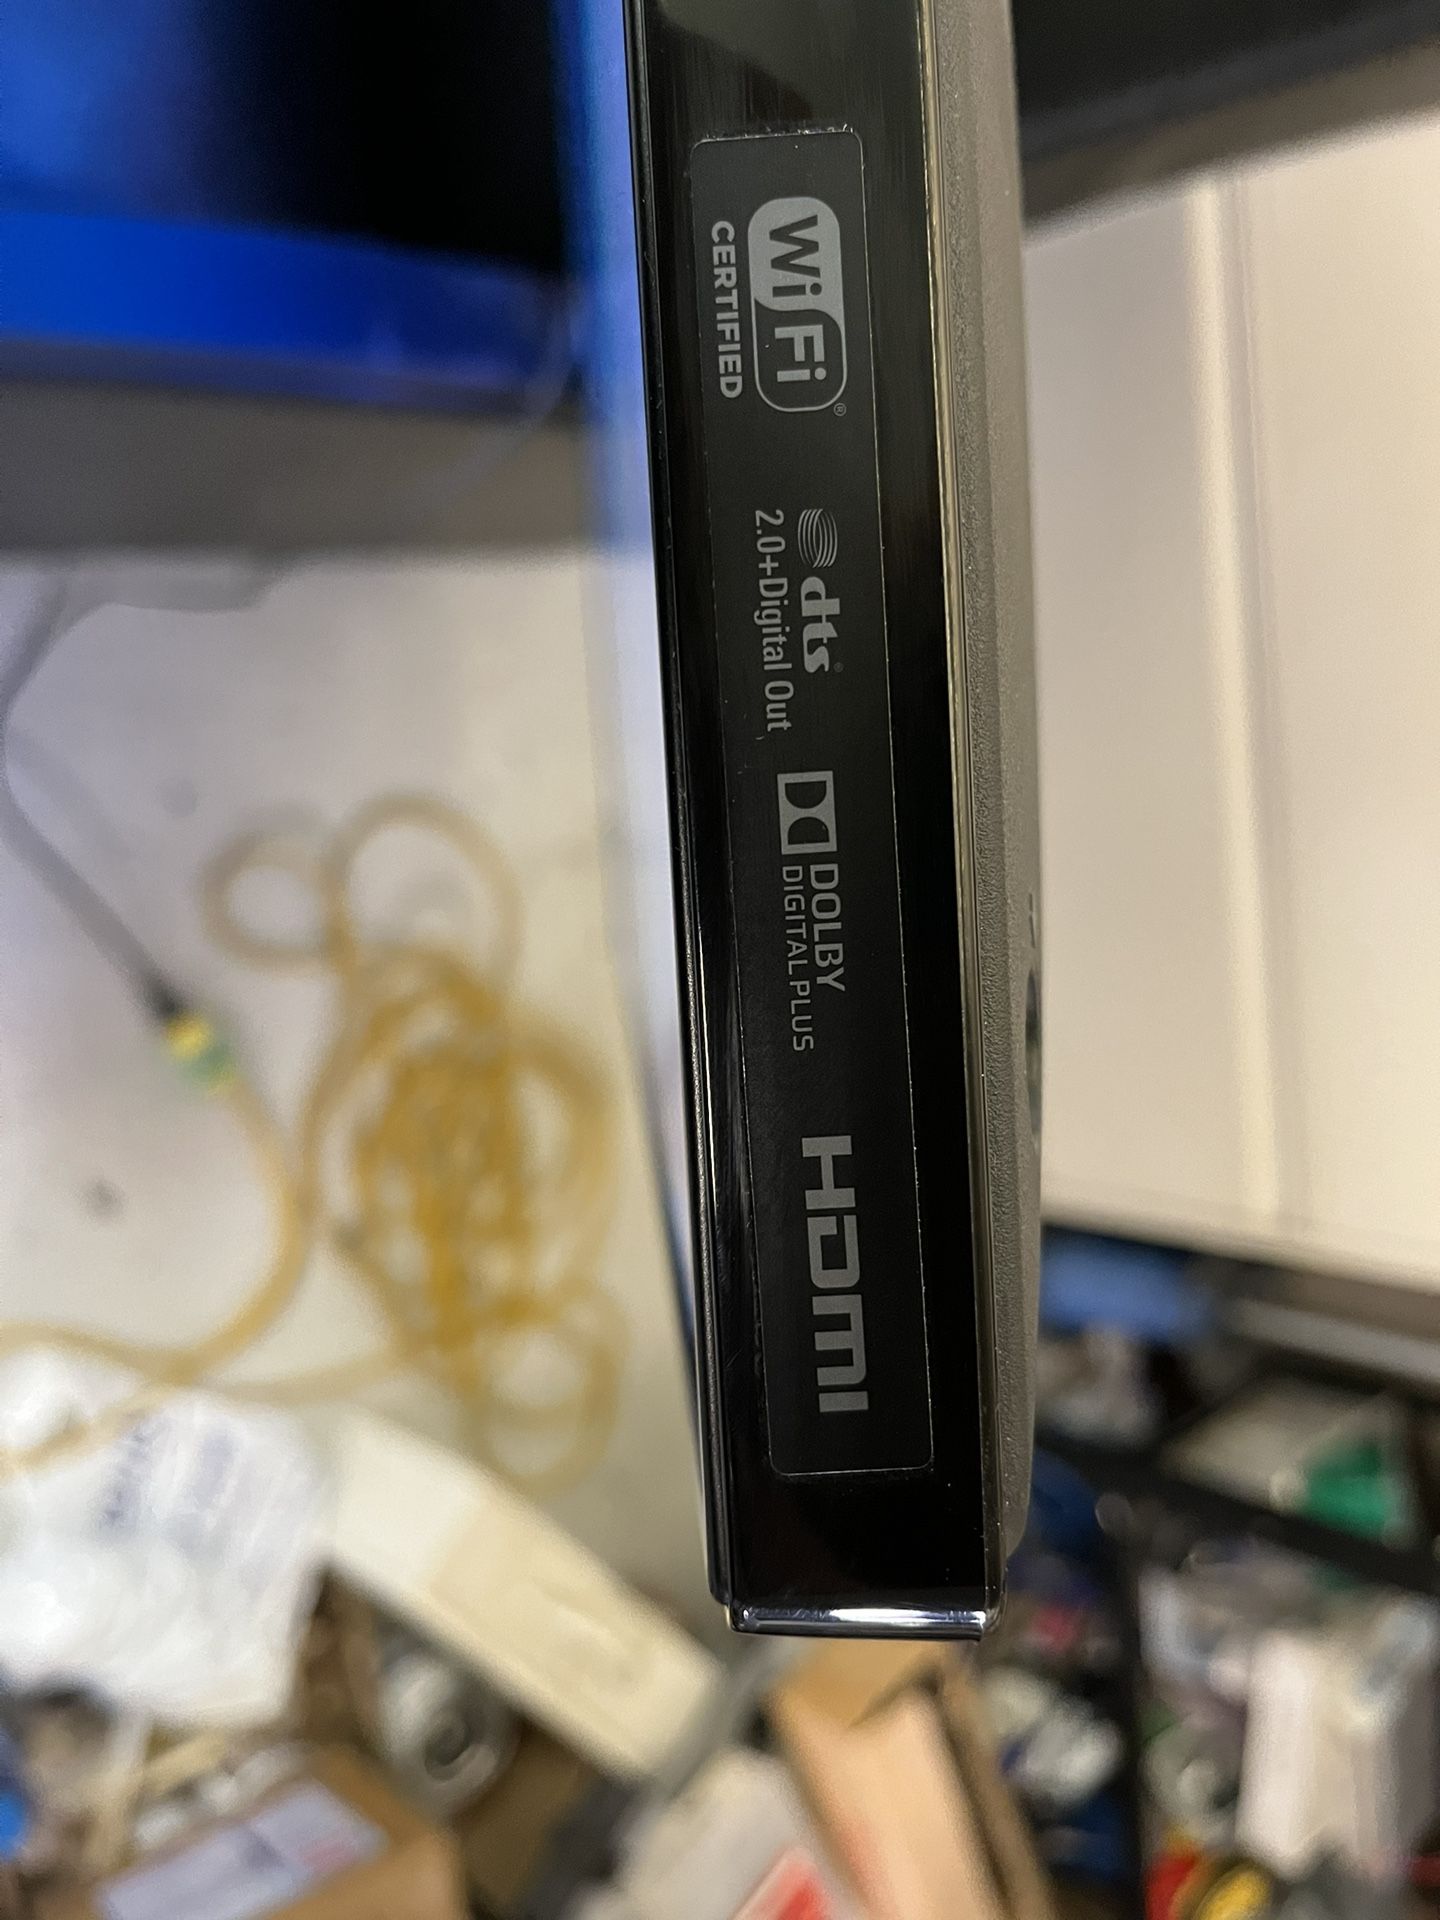 Wi Fi®
CERTIFIED
dts®
2.0+Digital Out
DOLBY
DIGITAL PLUS
HDMI